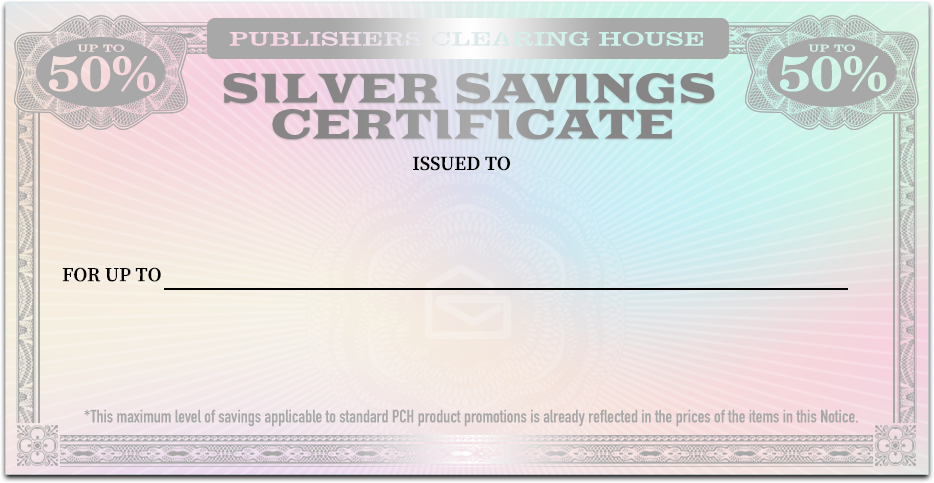 PUBLISHERS CLEARING HOUSE
UP TO
50%
UP TO
50%
SILVER SAVINGS
CERTIFICATE
ISSUED TO
FOR UP TO
*This maximum level of savings applicable to standard PCH product promotions is already reflected in the prices of the items in this Notice.